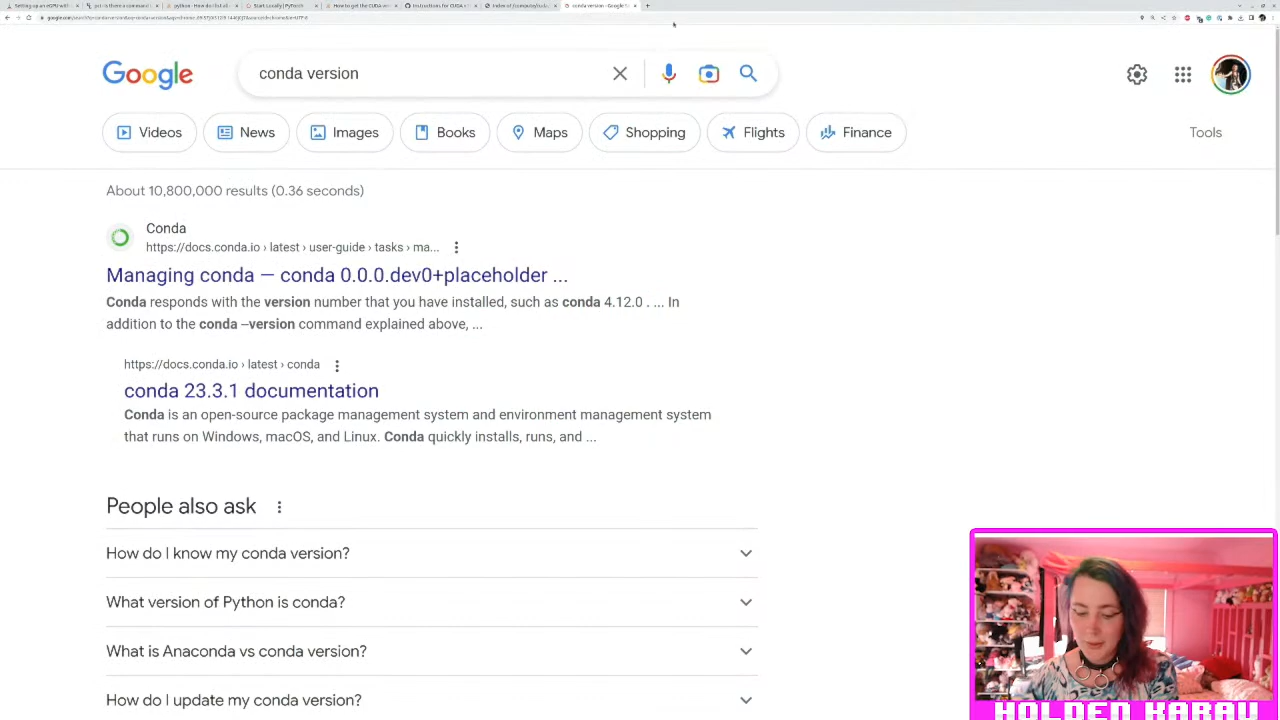 Google
conda version
Videos
News
Images
Books
Maps
Shopping
Flights
Finance
Tools
About 10,800,000 results (0.36 seconds)
Conda
https://docs.conda.io › latest › user-guide › tasks › ma...
Managing conda — conda 0.0.0.dev0+placeholder ...
Conda responds with the version number that you have installed, such as conda 4.12.0 . ... In
addition to the conda --version command explained above, ...
https://docs.conda.io › latest › conda
conda 23.3.1 documentation
Conda is an open-source package management system and environment management system
that runs on Windows, macOS, and Linux. Conda quickly installs, runs, and ...
People also ask
How do I know my conda version?
What version of Python is conda?
What is Anaconda vs conda version?
How do I update my conda version?
HOLDEN KARAU